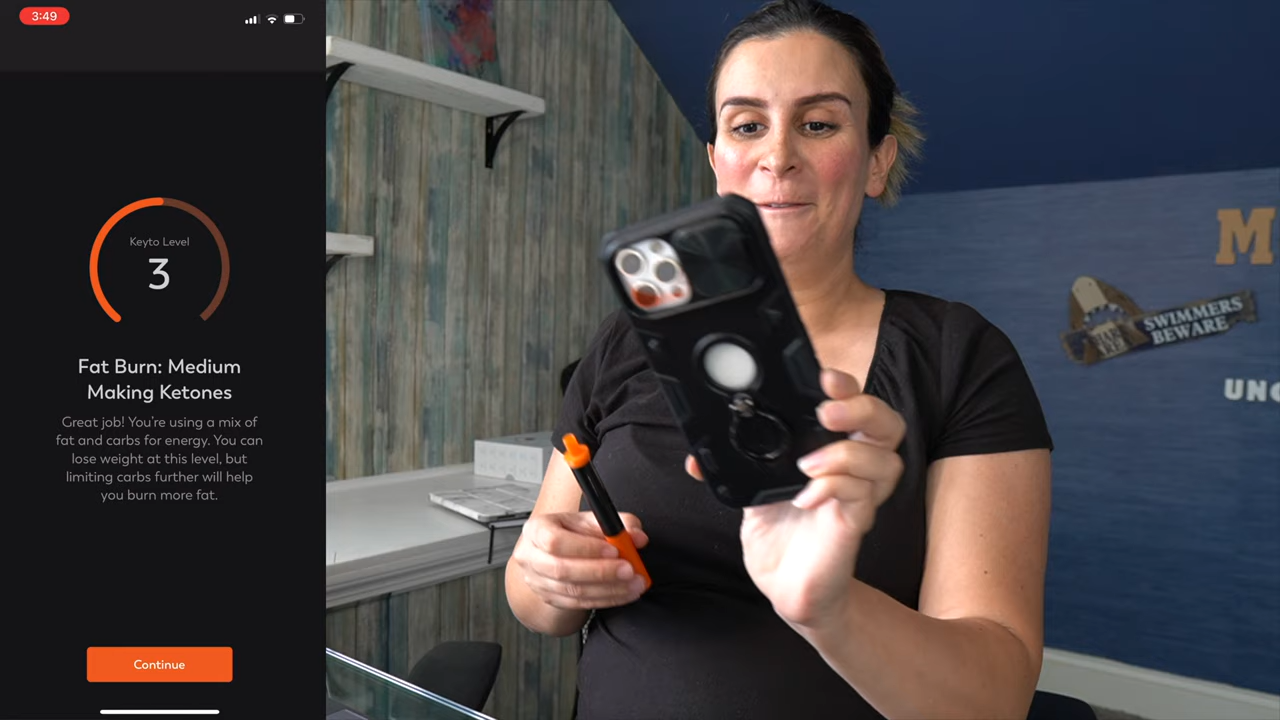 3:49
Keyto Level
3
Fat Burn: Medium
Making Ketones
Great job! You're using a mix of
fat and carbs for energy. You can
lose weight at this level, but
limiting carbs further will help
you burn more fat.
Continue
M
SWIMMERS
BEWARE
UNC